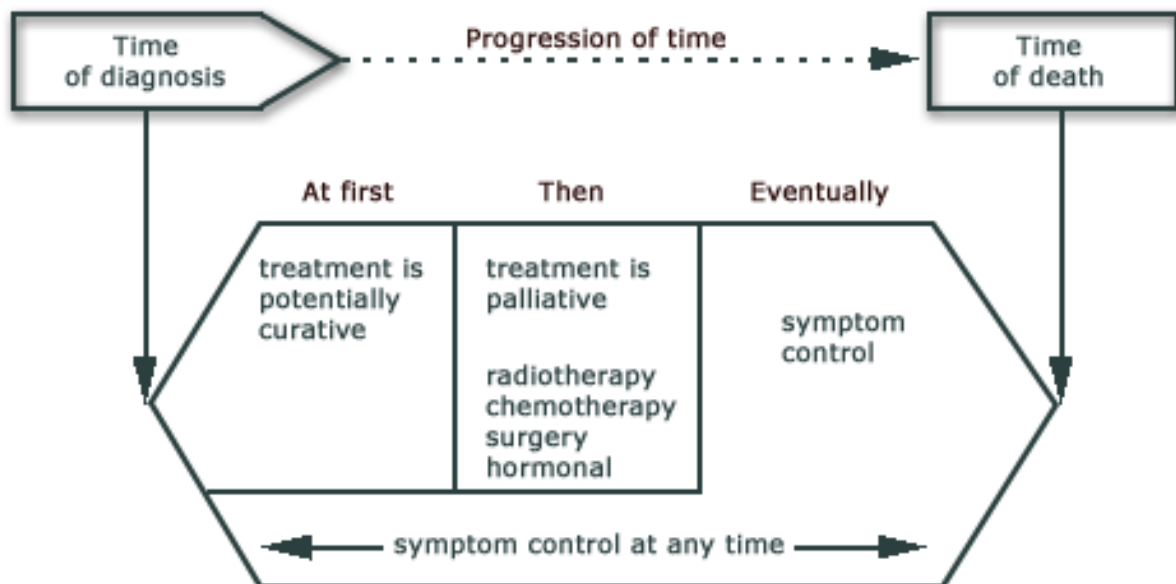 Time
of diagnosis
Progression of time
Time
of death
At first
Then
Eventually
treatment is
potentially
curative
treatment is
palliative
radiotherapy
chemotherapy
surgery
hormonal
symptom
control
symptom control at any time